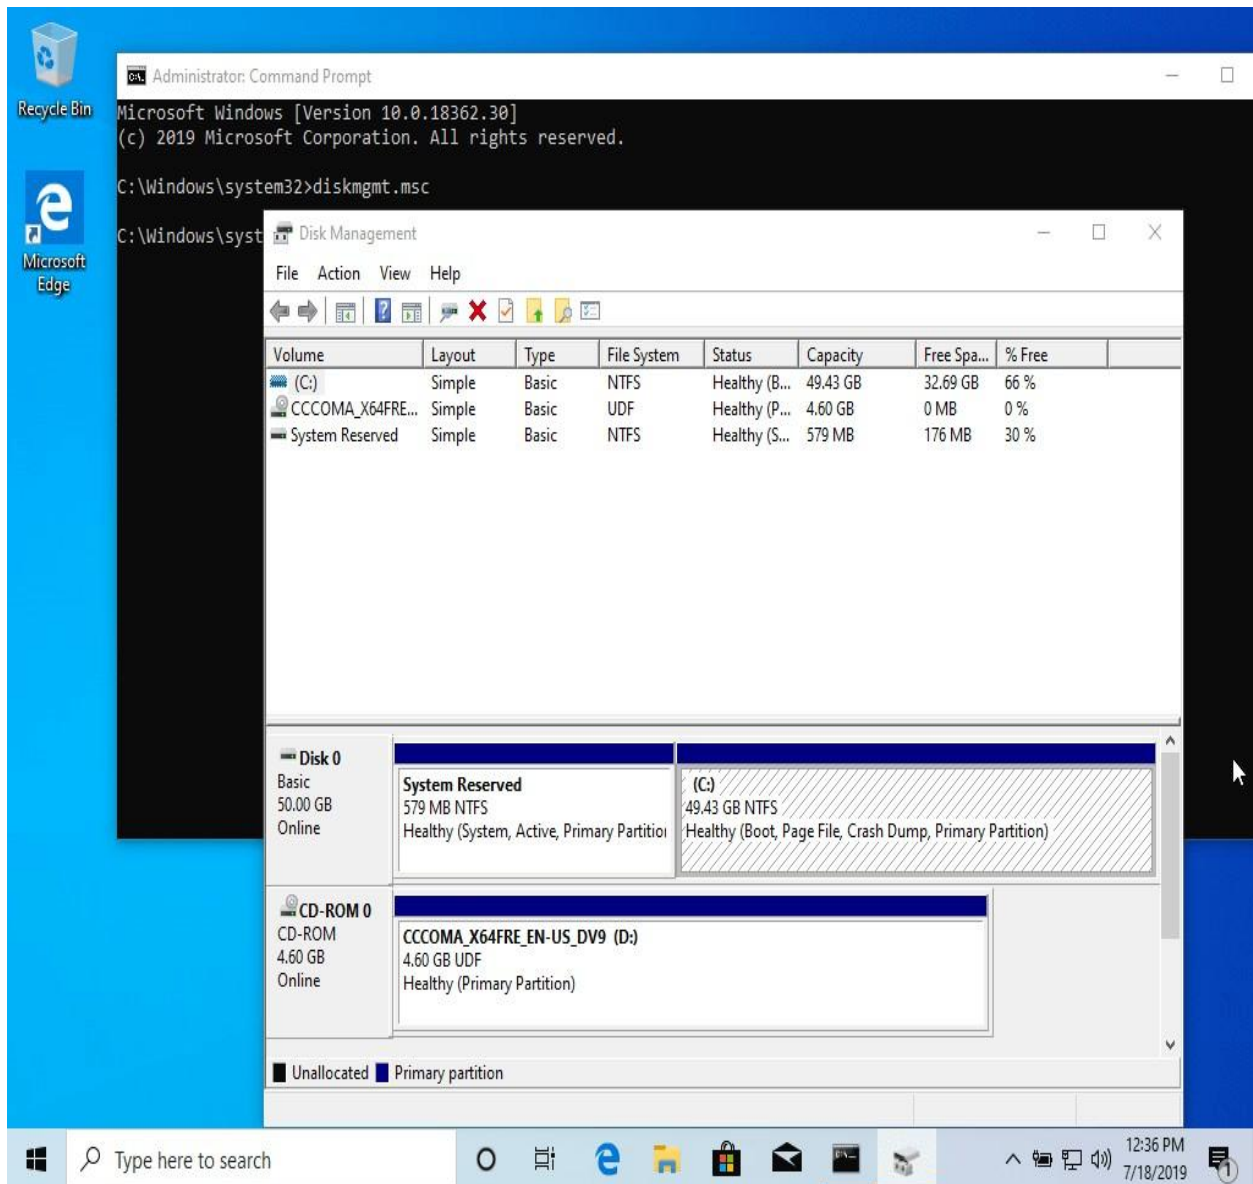 Recycle Bin
Microsoft Edge
Administrator: Command Prompt
Microsoft Windows [Version 10.0.18362.30]
(c) 2019 Microsoft Corporation. All rights reserved.
C:\Windows\system32>diskmgmt.msc
C:\Windows\syst
Disk Management
File Action View Help
Volume Layout Type File System Status Capacity Free Spa... % Free
(C:) Simple Basic NTFS Healthy (B... 49.43 GB 32.69 GB 66 %
CCCOMA_X64FRE... Simple Basic UDF Healthy (P... 4.60 GB 0 MB 0 %
System Reserved Simple Basic NTFS Healthy (S... 579 MB 176 MB 30 %
Disk 0
Basic
50.00 GB
Online
System Reserved
579 MB NTFS
Healthy (System, Active, Primary Partition
(C:)
49.43 GB NTFS
Healthy (Boot, Page File, Crash Dump, Primary Partition)
CD-ROM 0
CD-ROM
4.60 GB
Online
CCCOMA_X64FRE_EN-US_DV9 (D:)
4.60 GB UDF
Healthy (Primary Partition)
Unallocated Primary partition
Type here to search
12:36 PM
7/18/2019
1